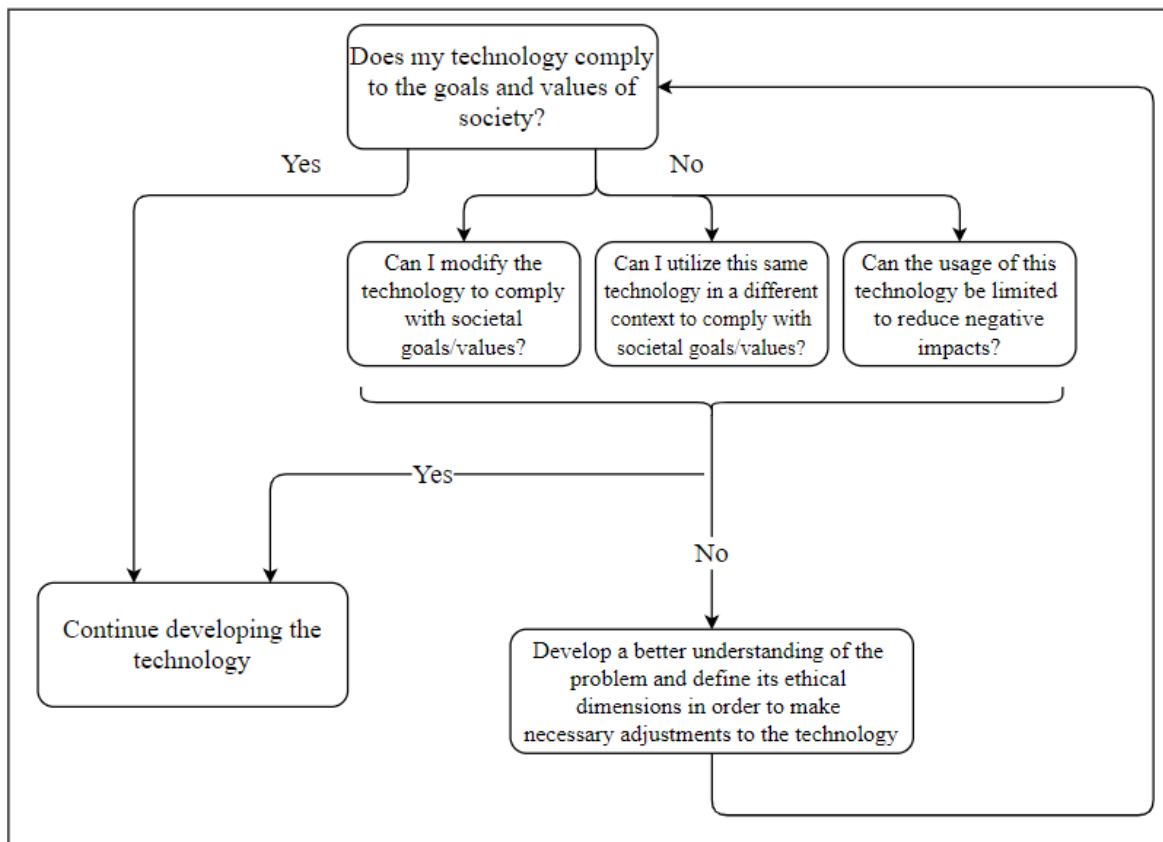 Does my technology comply
to the goals and values of
society?
Yes
No
Can I modify the
technology to comply
with societal
goals/values?
Can I utilize this same
technology in a different
context to comply with
societal goals/values?
Can the usage of this
technology be limited
to reduce negative
impacts?
Yes
No
Continue developing the
technology
Develop a better understanding of the
problem and define its ethical
dimensions in order to make
necessary adjustments to the technology